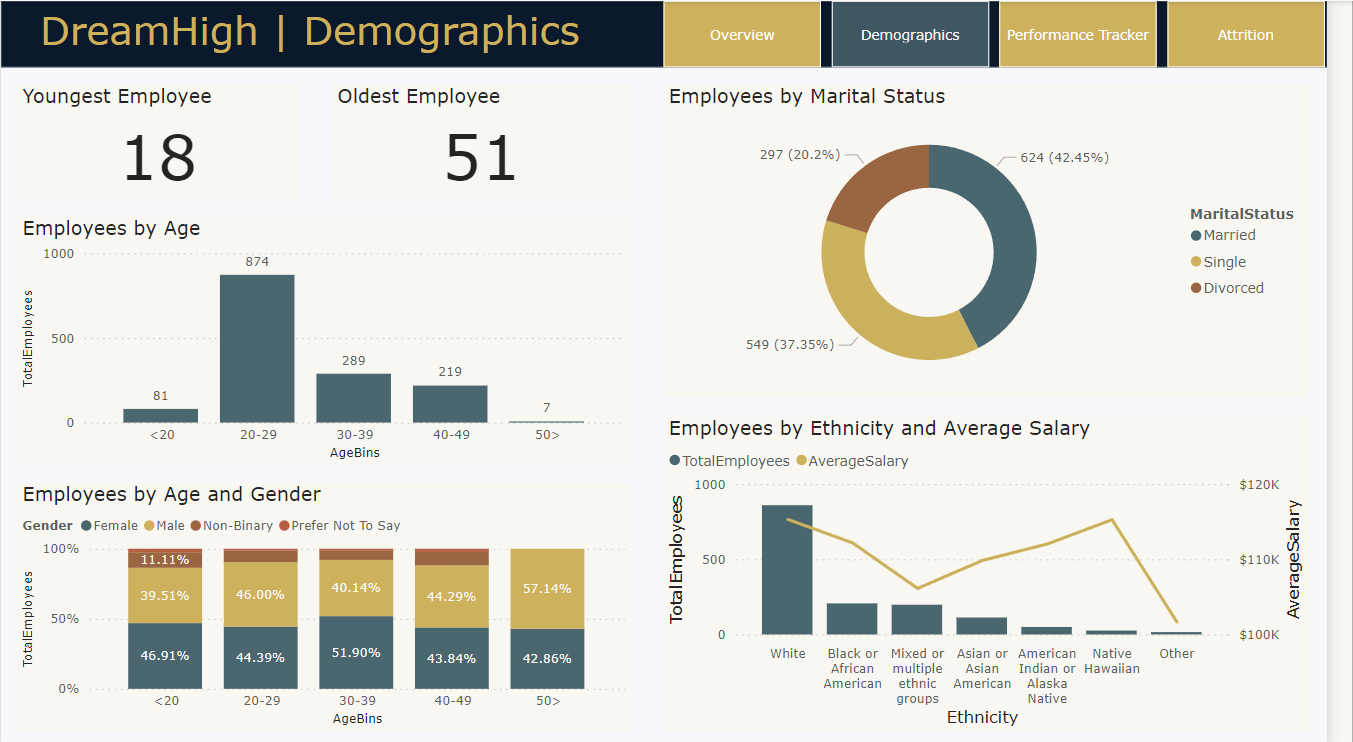 DreamHigh | Demographics
Overview
Demographics
Performance Tracker
Attrition
Youngest Employee
18
Oldest Employee
51
Employees by Age
TotalEmployees
1000
500
0
81
874
289
219
7
<20
20-29
30-39
40-49
50>
AgeBins
Employees by Age and Gender
Gender Female Male Non-Binary Prefer Not To Say
TotalEmployees
100%
50%
0%
11.11%
39.51%
46.91%
46.00%
44.39%
40.14%
51.90%
44.29%
43.84%
57.14%
42.86%
<20
20-29
30-39
40-49
50>
AgeBins
Employees by Marital Status
297 (20.2%)
624 (42.45%)
549 (37.35%)
MaritalStatus
Married
Single
Divorced
Employees by Ethnicity and Average Salary
TotalEmployees AverageSalary
TotalEmployees
1000
500
0
$120K
$110K
$100K
AverageSalary
White
Black or
African
American
Mixed or
multiple
ethnic
groups
Asian or
Asian
American
American
Indian or
Alaska
Native
Native
Hawaiian
Other
Ethnicity